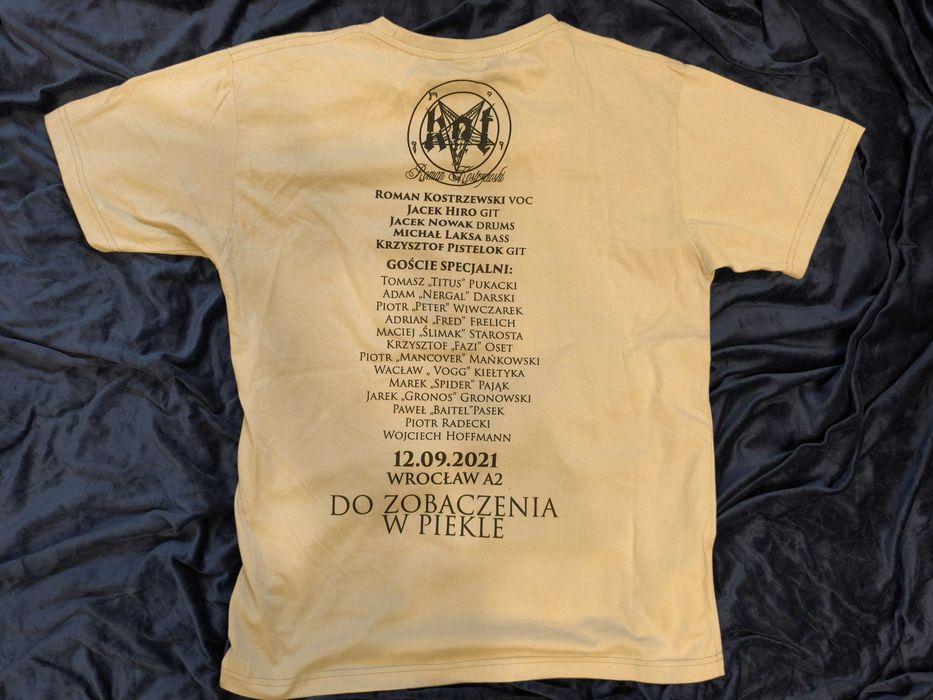 kat
Roman Kostrzewski
Roman Kostrzewski voc
Jacek Hiro git
Jacek Nowak drums
Michał Laksa bass
Krzysztof Pistelok git
GOŚCIE SPECJALNI:
Tomasz „Titus" Pukacki
Adam „Nergal" Darski
Piotr „Peter" Wiwczarek
Adrian „Fred" Frelich
Maciej „Ślimak" Starosta
Krzysztof „Fazi" Oset
Piotr „Mancover" Mańkowski
Wacław „ Vogg" Kiełtyka
Marek „Spider" Pająk
Jarek „Gronos" Gronowski
Paweł „Baitel"Pasek
Piotr Radecki
Wojciech Hoffmann
12.09.2021
WROCŁAW A2
DO ZOBACZENIA
W PIEKLE